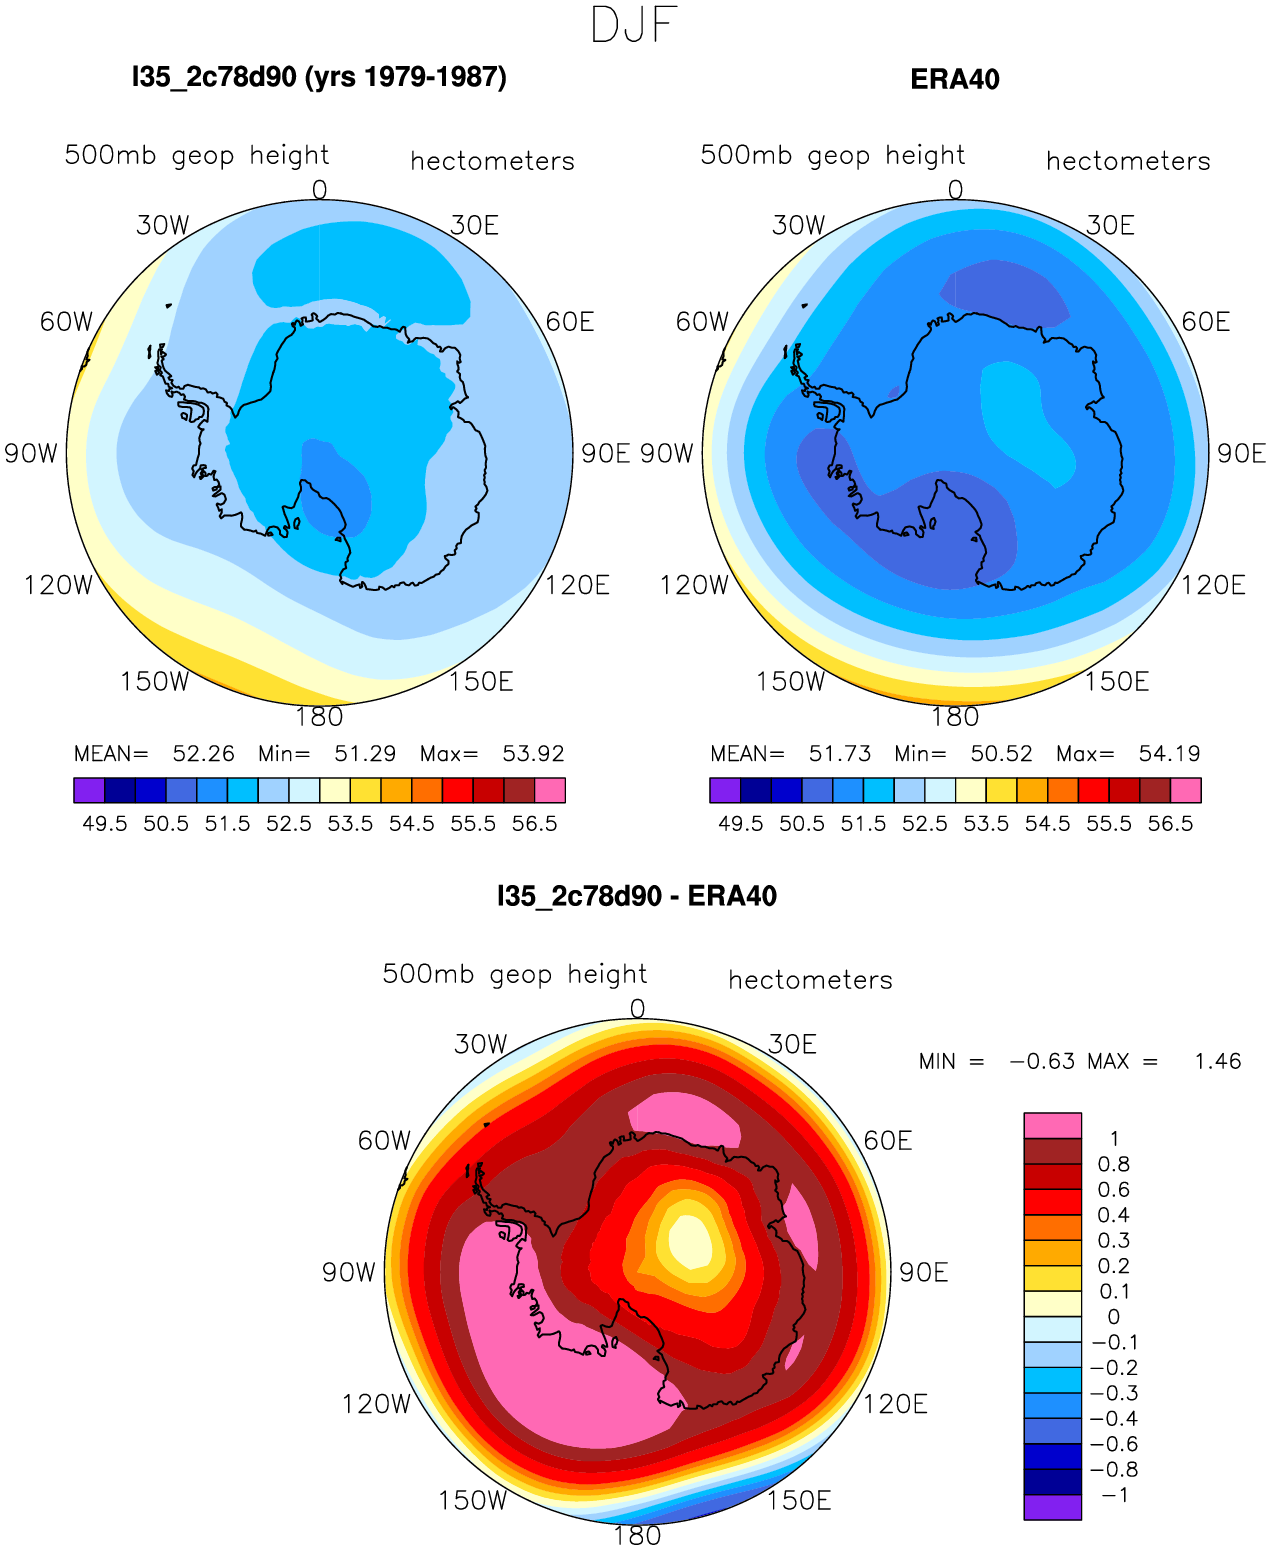 DJF
I35_2c78d90 (yrs 1979-1987)
ERA40
500mb geop height hectometers
500mb geop height hectometers
0
30W 30E
60W 60E
90W 90E
120W 120E
150W 150E
180
0
30W 30E
60W 60E
90W 90E
120W 120E
150W 150E
180
MEAN= 52.26 Min= 51.29 Max= 53.92
49.5 50.5 51.5 52.5 53.5 54.5 55.5 56.5
MEAN= 51.73 Min= 50.52 Max= 54.19
49.5 50.5 51.5 52.5 53.5 54.5 55.5 56.5
I35_2c78d90 - ERA40
500mb geop height hectometers
0
30W 30E
60W 60E
90W 90E
120W 120E
150W 150E
180
MIN = -0.63 MAX = 1.46
1
0.8
0.6
0.4
0.3
0.2
0.1
0
-0.1
-0.2
-0.3
-0.4
-0.6
-0.8
-1